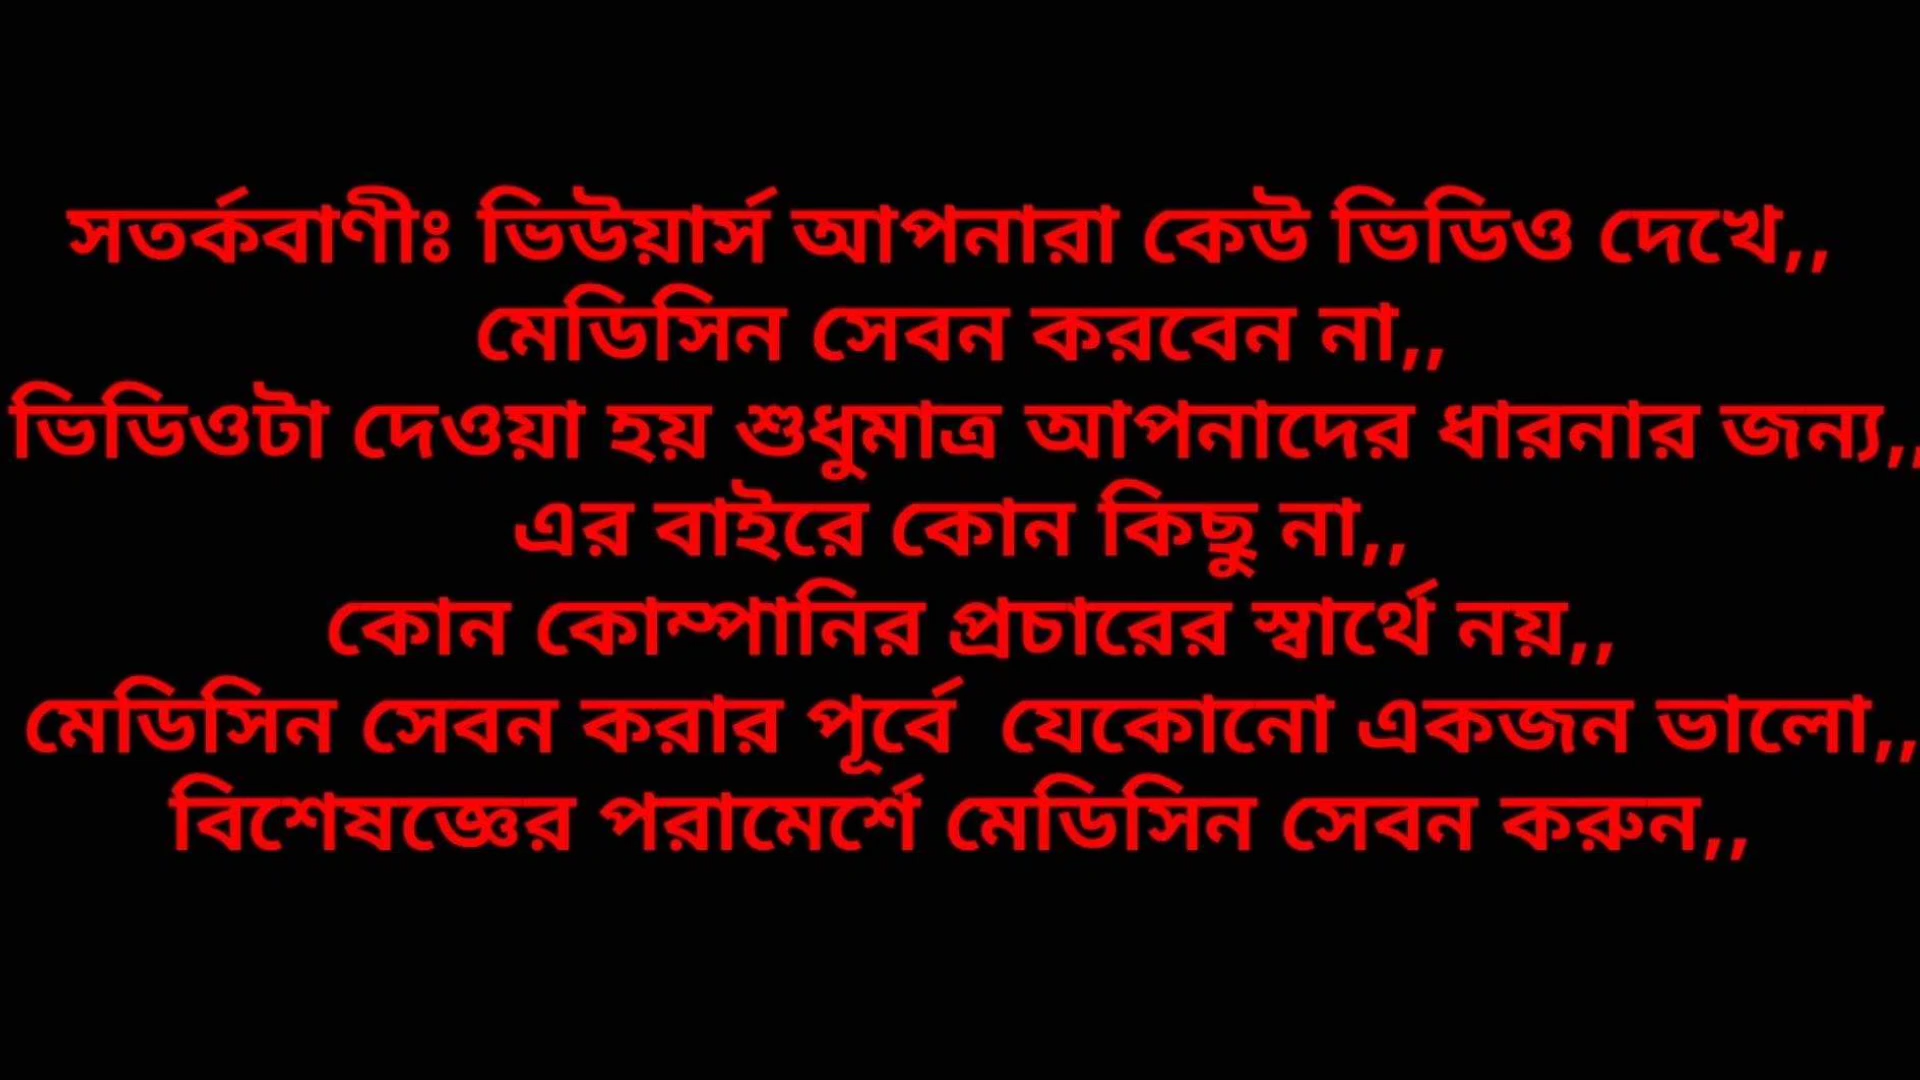 সতর্কবাণীঃ ভিউয়ার্স আপনারা কেউ ভিডিও দেখে,,
মেডিসিন সেবন করবেন না,,
ভিডিওটা দেওয়া হয় শুধুমাত্র আপনাদের ধারনার জন্য,,
এর বাইরে কোন কিছু না,,
কোন কোম্পানির প্রচারের স্বার্থে নয়,,
মেডিসিন সেবন করার পূর্বে  যেকোনো একজন ভালো,,
বিশেষজ্ঞের পরামের্শে মেডিসিন সেবন করুন,,